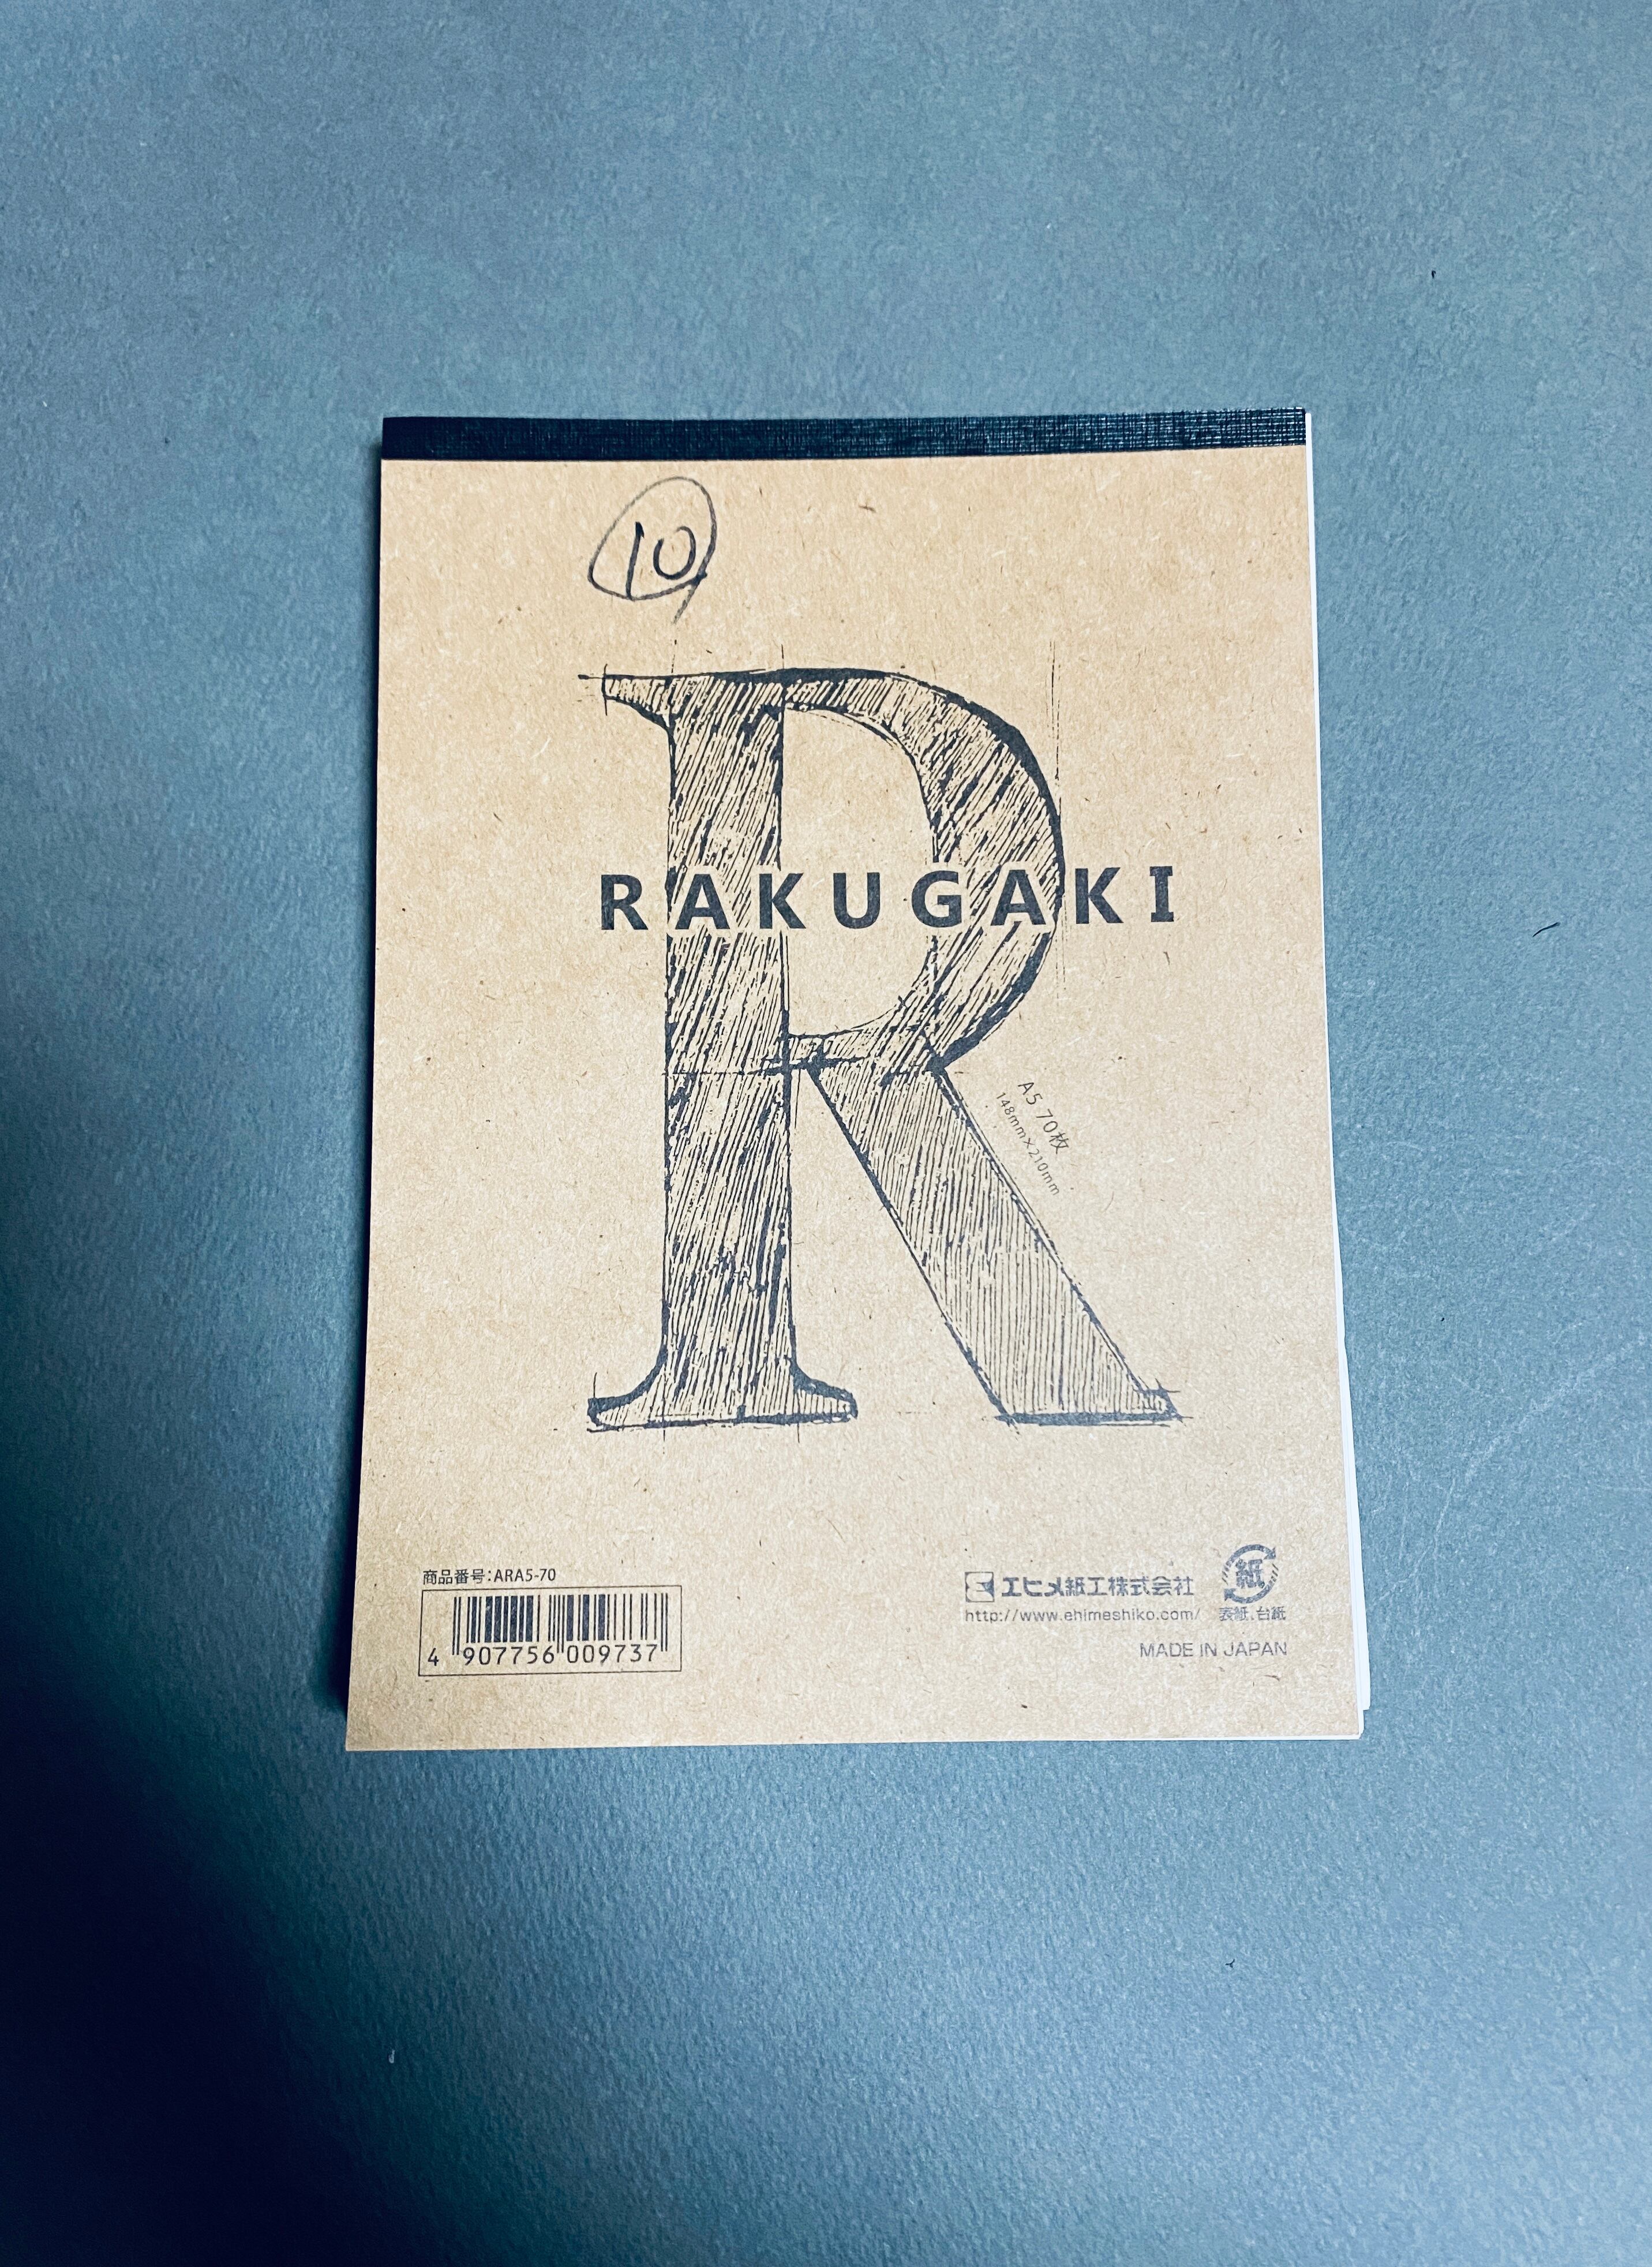 10
R
RAKUGAKI
A5 70枚
148mm×210mm
商品番号:ARA5-70
4 907756 009737
エヒメ紙工株式会社
http://www.ehimeshiko.com/
紙
表紙、台紙
MADE IN JAPAN